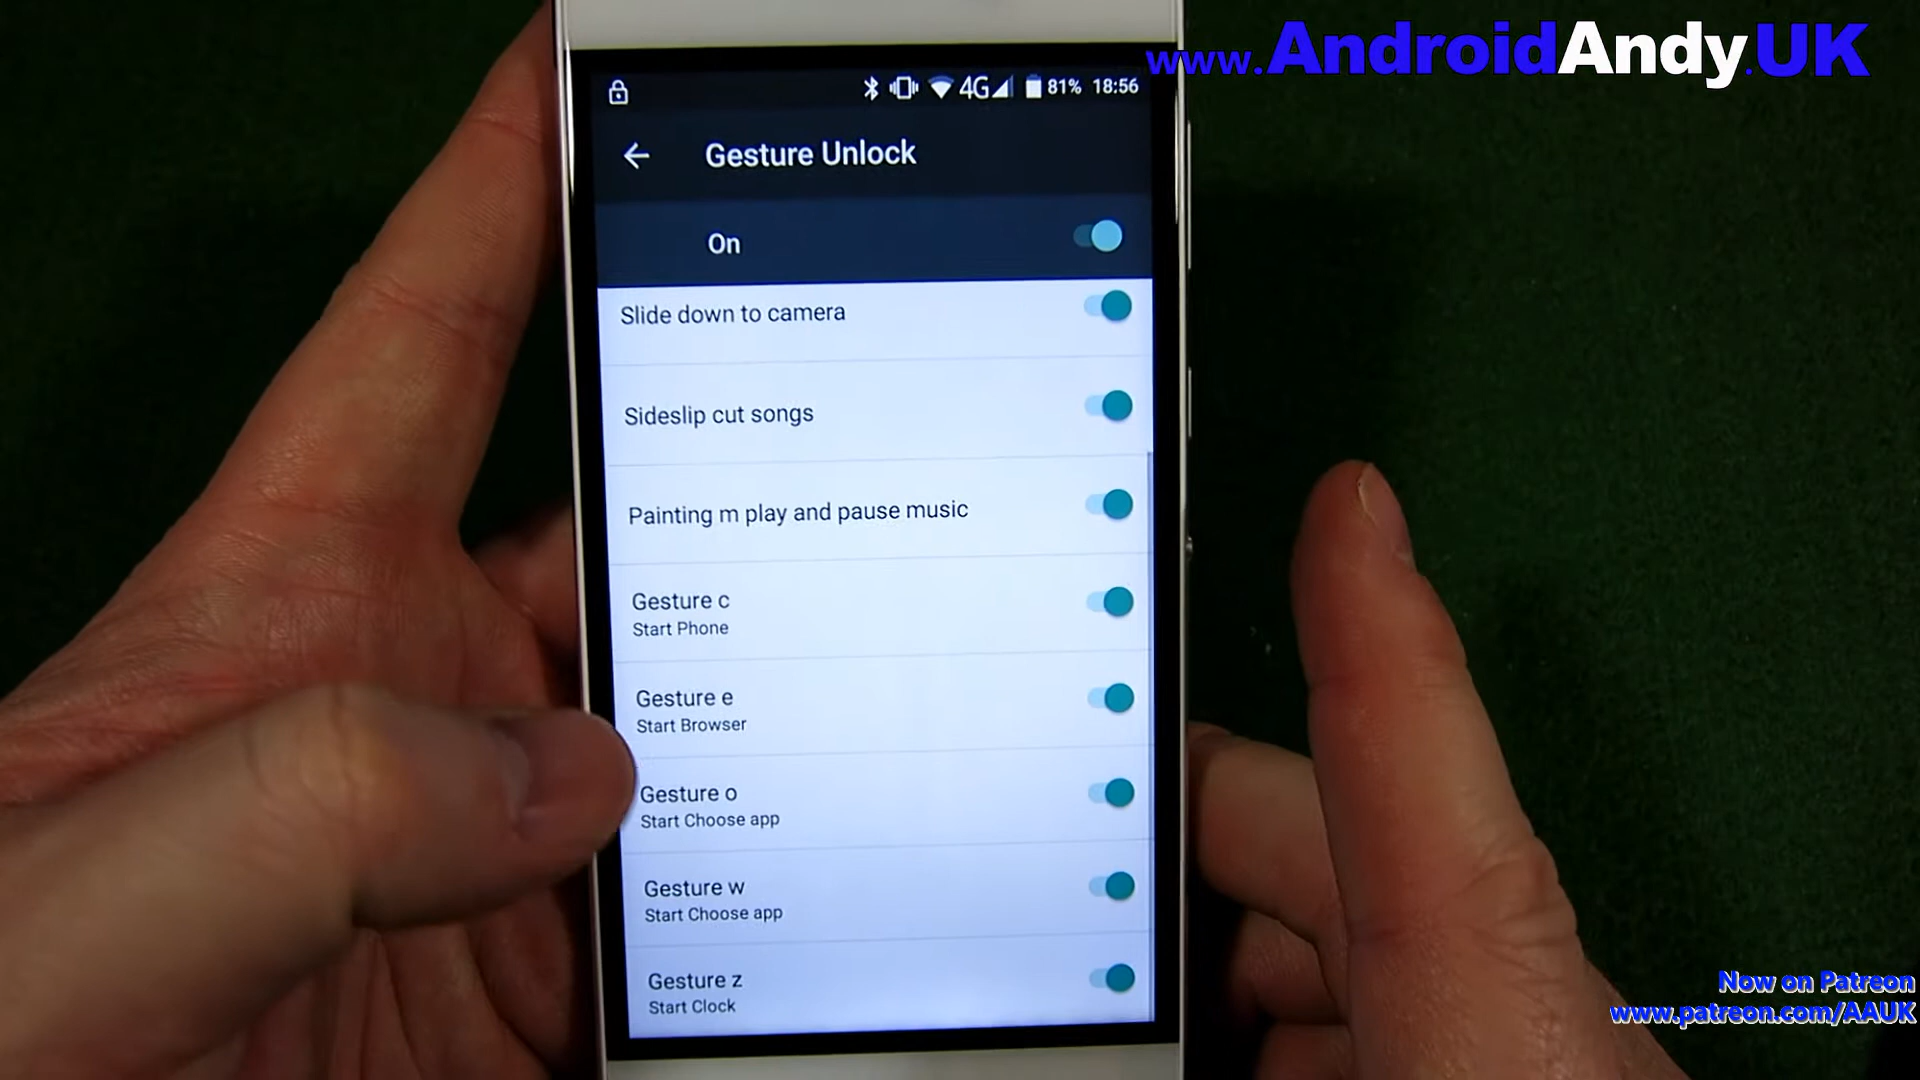 www.AndroidAndy.UK
4G 81% 18:56
Gesture Unlock
On
Slide down to camera
Sideslip cut songs
Painting m play and pause music
Gesture c
Start Phone
Gesture e
Start Browser
Gesture o
Start Choose app
Gesture w
Start Choose app
Gesture z
Start Clock
Now on Patreon
www.patreon.com/AAUK